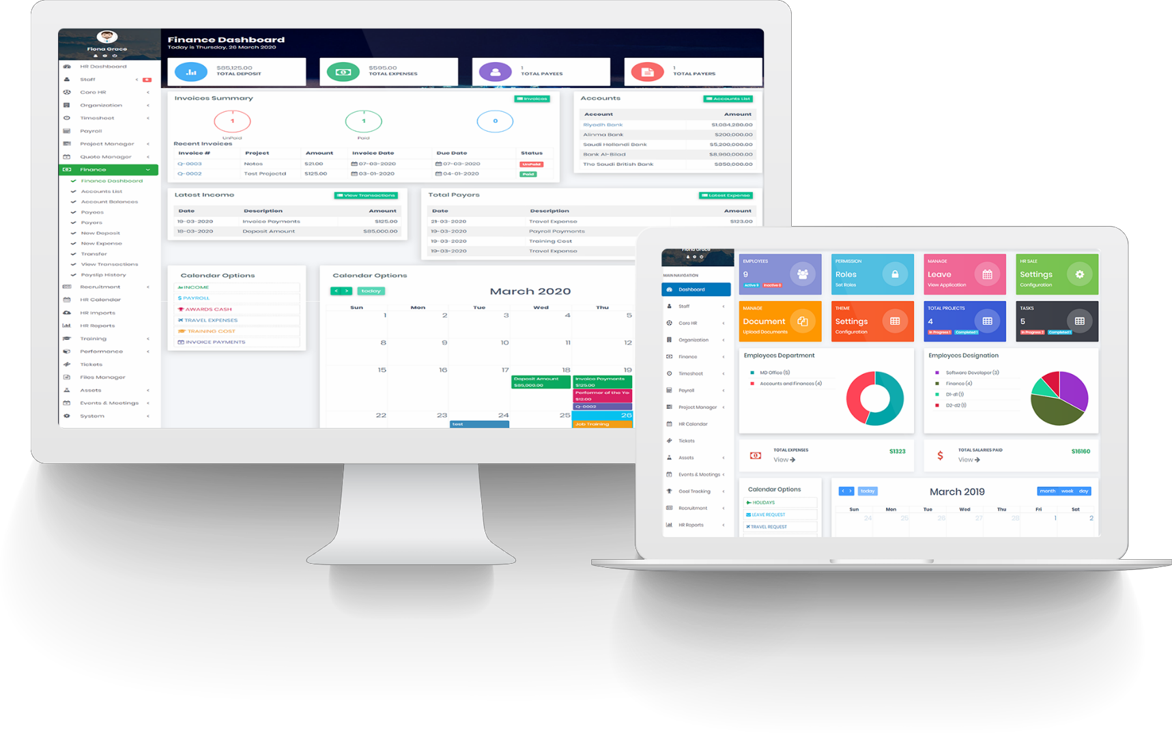 Fiona Grace
HR Dashboard
Staff
Core HR
Organization
Timesheet
Payroll
Project Manager
Quote Manager
Finance
Finance Dashboard
Accounts List
Account Balances
Payees
Payers
New Deposit
New Expense
Transfer
View Transactions
Payslip History
Recruitment
HR Calendar
HR Imports
HR Reports
Training
Performance
Tickets
Files Manager
Assets
Events & Meetings
System
Finance Dashboard
Today is Thursday, 26 March 2020
$85,125.00
TOTAL DEPOSIT
$595.00
TOTAL EXPENSES
1
TOTAL PAYEES
1
TOTAL PAYERS
Invoices Summary
Invoices
1
UnPaid
1
Paid
0
Recent Invoices
Invoice # Project Amount Invoice Date Due Date Status
Q-0003 Notes $21.00 07-03-2020 07-03-2020 UnPaid
Q-0002 Test Projectd $125.00 03-01-2020 04-01-2020 Paid
Accounts
Accounts List
Account Amount
Riyadh Bank
Alinma Bank $200,000.00
Saudi Hollandi Bank $5,200,000.00
Bank Al-Bilad
The Saudi British Bank $950,000.00
Latest Income
View Transactions
Date Description Amount
18-03-2020 Invoice Payments $125.00
18-03-2020 Deposit Amount $85,000.00
Total Payers
Latest Expense
Date Description Amount
21-03-2020 Travel Expense $123.00
19-03-2020 Payroll Payments
18-03-2020 Training Cost
19-03-2020 Travel Expense
Calendar Options
INCOME
PAYROLL
AWARDS CASH
TRAVEL EXPENSES
TRAINING COST
INVOICE PAYMENTS
Calendar Options
today
March 2020
Sun Mon Tue Wed Thu
1 2 3 4 5
8 9 10 11 12
15 16 17 18 19
Deposit Amount Invoice Payments
$85,000.00 $125.00
Performer of the Ye
$12.00
Q-0003
22 23 24 25 26
Test Job Training
Fiona Grace
MAIN NAVIGATION
Dashboard
Staff
Core HR
Organization
Finance
Timesheet
Payroll
Project Manager
HR Calendar
Tickets
Assets
Events & Meetings
Goal Tracking
Recruitment
HR Reports
EMPLOYEES
9
PERMISSION
Roles
Set Roles
MANAGE
Leave
View Application
HR SALE
Settings
Configuration
MANAGE
Document
Upload Documents
THEME
Settings
Configuration
TOTAL PROJECTS
4
In Progress Completed
TASKS
5
In Progress Completed
Employees Department
MD Office (5)
Accounts and Finances (4)
Employees Designation
Software Developer (3)
Finance (4)
TOTAL EXPENSES
$1323
View
TOTAL SALARIES PAID
$16160
View
Calendar Options
HOLIDAYS
LEAVE REQUEST
TRAVEL REQUEST
today
March 2019
month week day
Sun Mon Tue Wed Thu Fri Sat
24 25 26 27 28 1 2